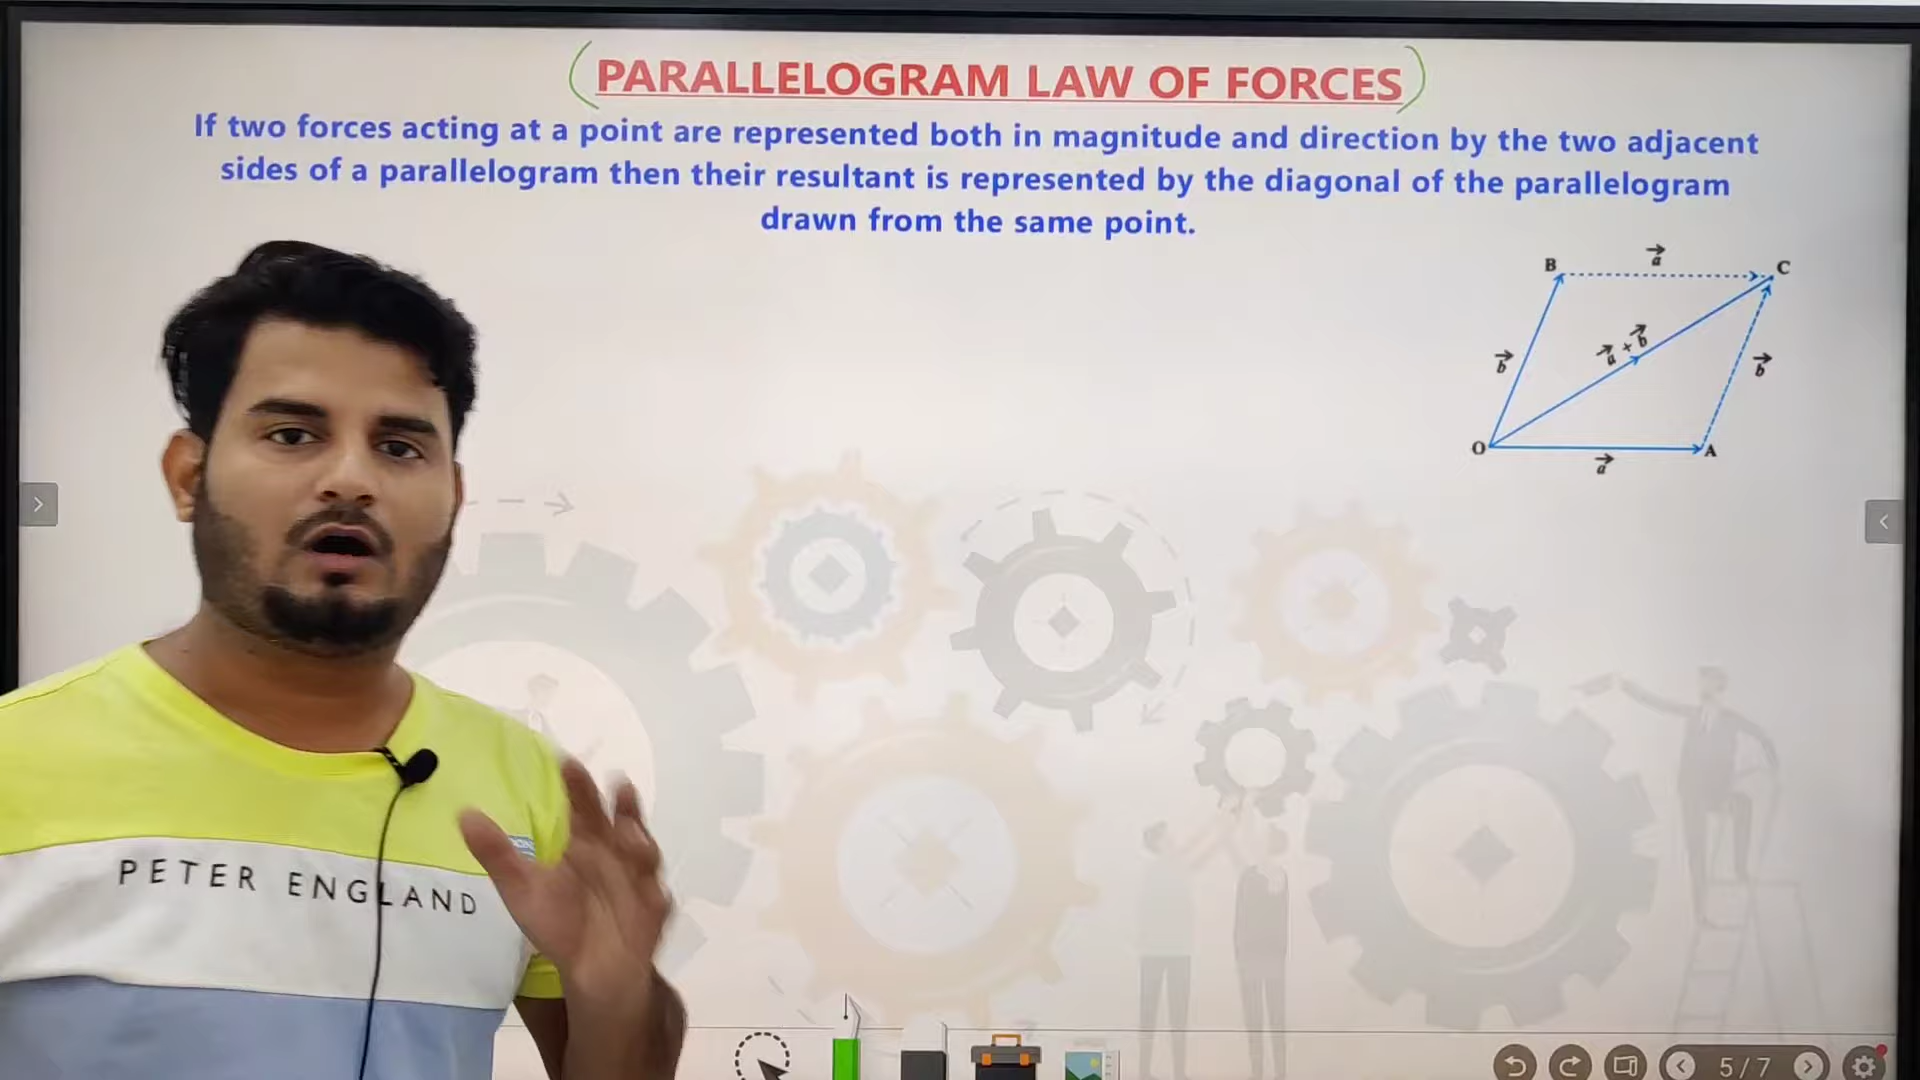 (PARALLELOGRAM LAW OF FORCES)
If two forces acting at a point are represented both in magnitude and direction by the two adjacent
sides of a parallelogram then their resultant is represented by the diagonal of the parallelogram
drawn from the same point.
B
a⃗
C
b⃗
a⃗ + b⃗
b⃗
O
a⃗
A
PETER ENGLAND
5/7